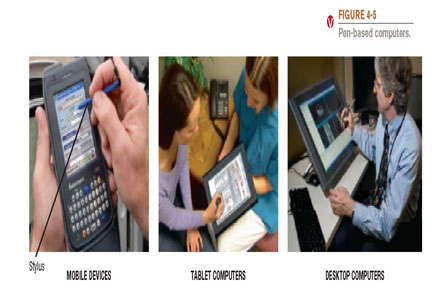 FIGURE 4-5
Pen-based computers.
Stylus
MOBILE DEVICES
TABLET COMPUTERS
DESKTOP COMPUTERS